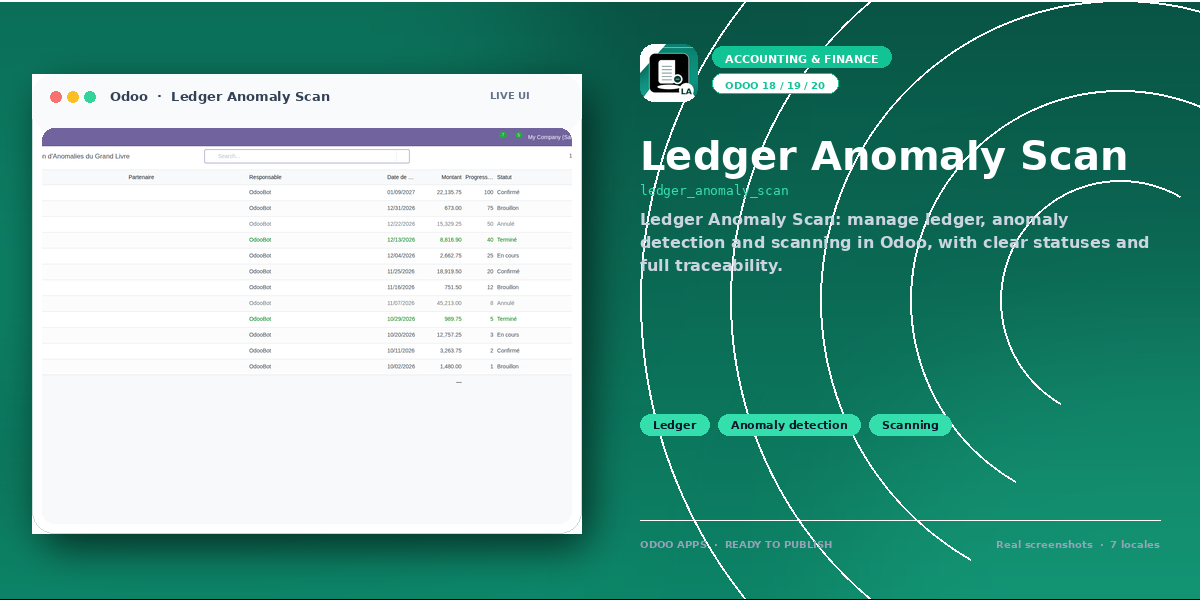 Odoo · Ledger Anomaly Scan
LIVE UI
My Company (Sa
n d'Anomalies du Grand Livre
Search...
1
Partenaire Responsable Date de ... Montant Progress... Statut
OdooBot 01/09/2027 22,135.75 100 Confirmé
OdooBot 12/31/2026 673.00 75 Brouillon
OdooBot 12/22/2026 15,329.25 50 Annulé
OdooBot 12/13/2026 8,816.90 40 Terminé
OdooBot 12/04/2026 2,662.75 25 En cours
OdooBot 11/25/2026 18,919.50 20 Confirmé
OdooBot 11/16/2026 751.50 12 Brouillon
OdooBot 11/07/2026 45,213.00 8 Annulé
OdooBot 10/29/2026 989.75 5 Terminé
OdooBot 10/20/2026 12,757.25 3 En cours
OdooBot 10/11/2026 3,263.75 2 Confirmé
OdooBot 10/02/2026 1,480.00 1 Brouillon
—
LA
ACCOUNTING & FINANCE
ODOO 18 / 19 / 20
Ledger Anomaly Scan
ledger_anomaly_scan
Ledger Anomaly Scan: manage ledger, anomaly
detection and scanning in Odoo, with clear statuses and
full traceability.
Ledger
Anomaly detection
Scanning
ODOO APPS · READY TO PUBLISH
Real screenshots · 7 locales